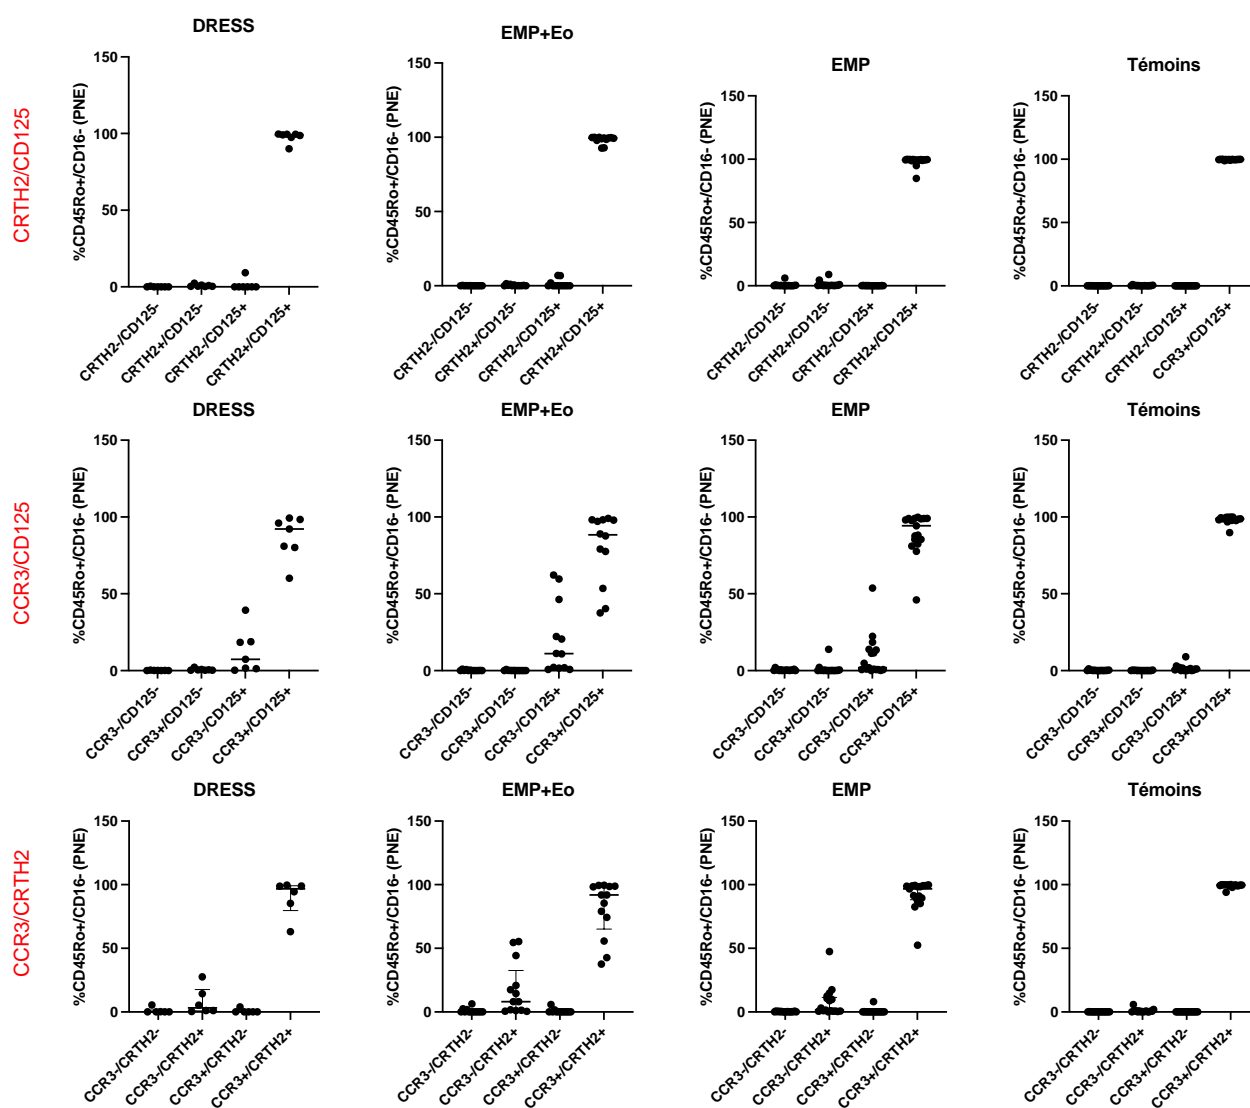 CRTH2/CD125
DRESS
%CD45Ro+/CD16- (PNE)
150
100
50
0
CRTH2-/CD125-
CRTH2+/CD125-
CRTH2-/CD125+
CRTH2+/CD125+
EMP+Eo
%CD45Ro+/CD16- (PNE)
150
100
50
0
CRTH2-/CD125-
CRTH2+/CD125-
CRTH2-/CD125+
CRTH2+/CD125+
EMP
%CD45Ro+/CD16- (PNE)
150
100
50
0
CRTH2-/CD125-
CRTH2+/CD125-
CRTH2-/CD125+
CRTH2+/CD125+
Témoins
%CD45Ro+/CD16- (PNE)
150
100
50
0
CRTH2-/CD125-
CRTH2+/CD125-
CRTH2-/CD125+
CCR3+/CD125+
CCR3/CD125
DRESS
%CD45Ro+/CD16- (PNE)
150
100
50
0
CCR3-/CD125-
CCR3+/CD125-
CCR3-/CD125+
CCR3+/CD125+
EMP+Eo
%CD45Ro+/CD16- (PNE)
150
100
50
0
CCR3-/CD125-
CCR3+/CD125-
CCR3-/CD125+
CCR3+/CD125+
EMP
%CD45Ro+/CD16- (PNE)
150
100
50
0
CCR3-/CD125-
CCR3+/CD125-
CCR3-/CD125+
CCR3+/CD125+
Témoins
%CD45Ro+/CD16- (PNE)
150
100
50
0
CCR3-/CD125-
CCR3+/CD125-
CCR3-/CD125+
CCR3+/CD125+
CCR3/CRTH2
DRESS
%CD45Ro+/CD16- (PNE)
150
100
50
0
CCR3-/CRTH2-
CCR3-/CRTH2+
CCR3+/CRTH2-
CCR3+/CRTH2+
EMP+Eo
%CD45Ro+/CD16- (PNE)
150
100
50
0
CCR3-/CRTH2-
CCR3-/CRTH2+
CCR3+/CRTH2-
CCR3+/CRTH2+
EMP
%CD45Ro+/CD16- (PNE)
150
100
50
0
CCR3-/CRTH2-
CCR3-/CRTH2+
CCR3+/CRTH2-
CCR3+/CRTH2+
Témoins
%CD45Ro+/CD16- (PNE)
150
100
50
0
CCR3-/CRTH2-
CCR3-/CRTH2+
CCR3+/CRTH2-
CCR3+/CRTH2+